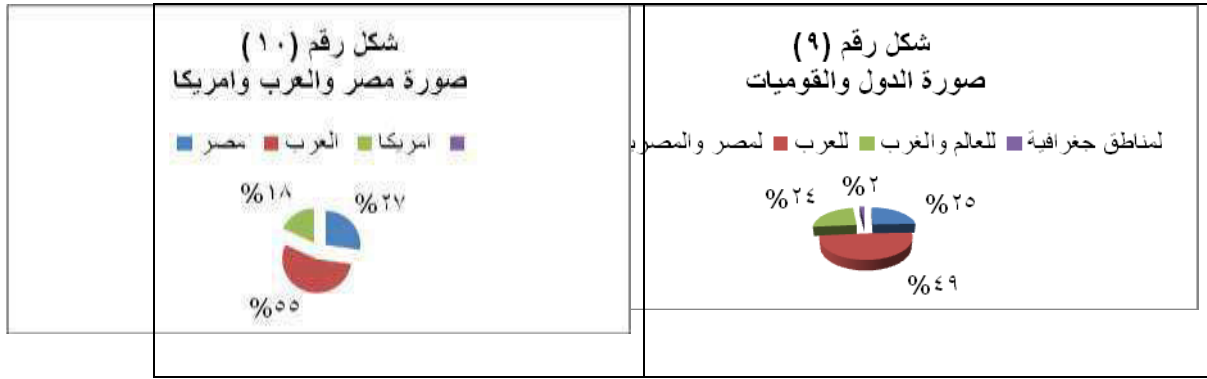 شكل رقم (٩)
صورة الدول والقوميات
لمناطق جغرافية للعالم والغرب للعرب لمصر
٢٥%
٢%
٢٤%
٤٩%
شكل رقم (١٠)
صورة مصر والعرب وامريكا
امريكا العرب مصر
٢٧%
١٨%
٥٥%